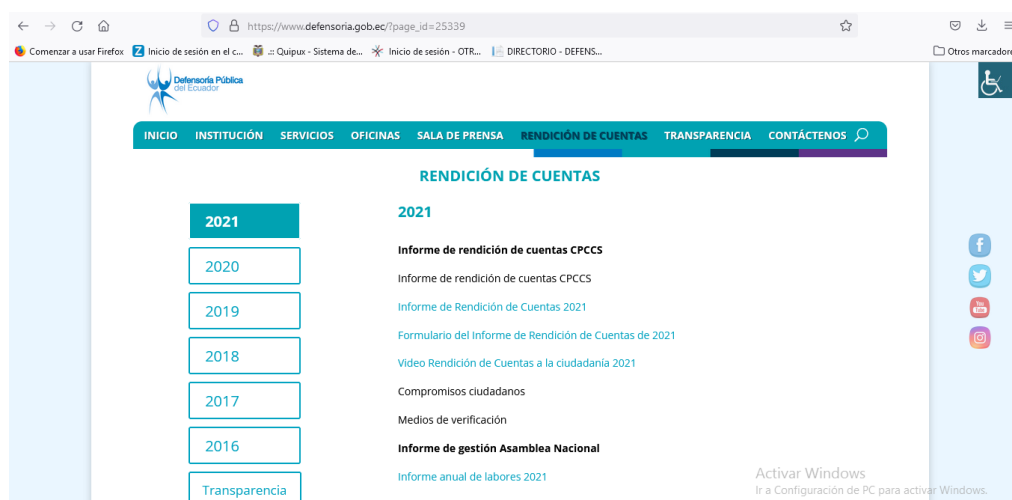 https://www.defensoria.gob.ec/?page_id=25339
Comenzar a usar Firefox Inicio de sesión en el c... .:: Quipux - Sistema de... Inicio de sesión - OTR... DIRECTORIO - DEFENS... Otros marcadore
Defensoría Pública
del Ecuador
INICIO INSTITUCIÓN SERVICIOS OFICINAS SALA DE PRENSA RENDICIÓN DE CUENTAS TRANSPARENCIA CONTÁCTENOS
RENDICIÓN DE CUENTAS
2021
2020
2019
2018
2017
2016
Transparencia
2021
Informe de rendición de cuentas CPCCS
Informe de rendición de cuentas CPCCS
Informe de Rendición de Cuentas 2021
Formulario del Informe de Rendición de Cuentas de 2021
Video Rendición de Cuentas a la ciudadanía 2021
Compromisos ciudadanos
Medios de verificación
Informe de gestión Asamblea Nacional
Informe anual de labores 2021
You
Tube
Activar Windows
Ir a Configuración de PC para activar Windows.